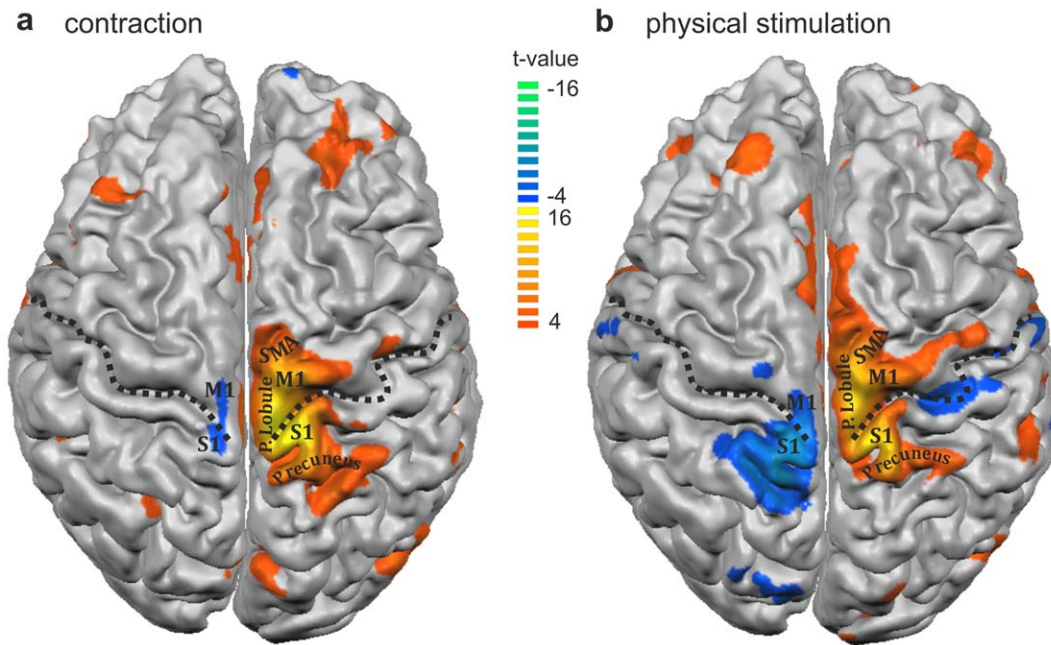 a contraction
b physical stimulation
t-value
-16
-4
16
4
SMA
M1
P. Lobule
S1
Precuneus
M1
S1
SMA
M1
P. Lobule
S1
Precuneus
M1
S1